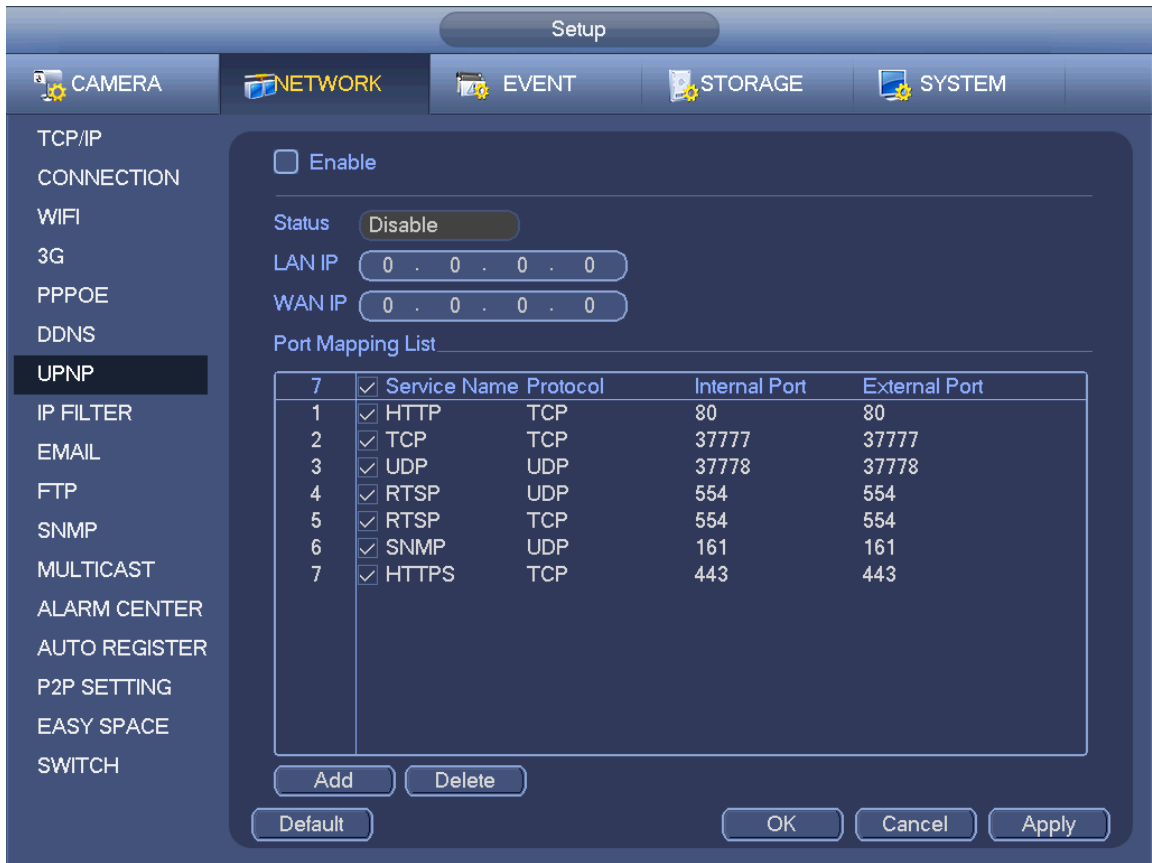 Setup
CAMERA NETWORK EVENT STORAGE SYSTEM
TCP/IP
CONNECTION
WIFI
3G
PPPOE
DDNS
UPNP
IP FILTER
EMAIL
FTP
SNMP
MULTICAST
ALARM CENTER
AUTO REGISTER
P2P SETTING
EASY SPACE
SWITCH
Enable
Status Disable
LAN IP 0 . 0 . 0 . 0
WAN IP 0 . 0 . 0 . 0
Port Mapping List
7 Service Name Protocol Internal Port External Port
1 HTTP TCP 80 80
2 TCP TCP 37777 37777
3 UDP UDP 37778 37778
4 RTSP UDP 554 554
5 RTSP TCP 554 554
6 SNMP UDP 161 161
7 HTTPS TCP 443 443
Add Delete
Default OK Cancel Apply